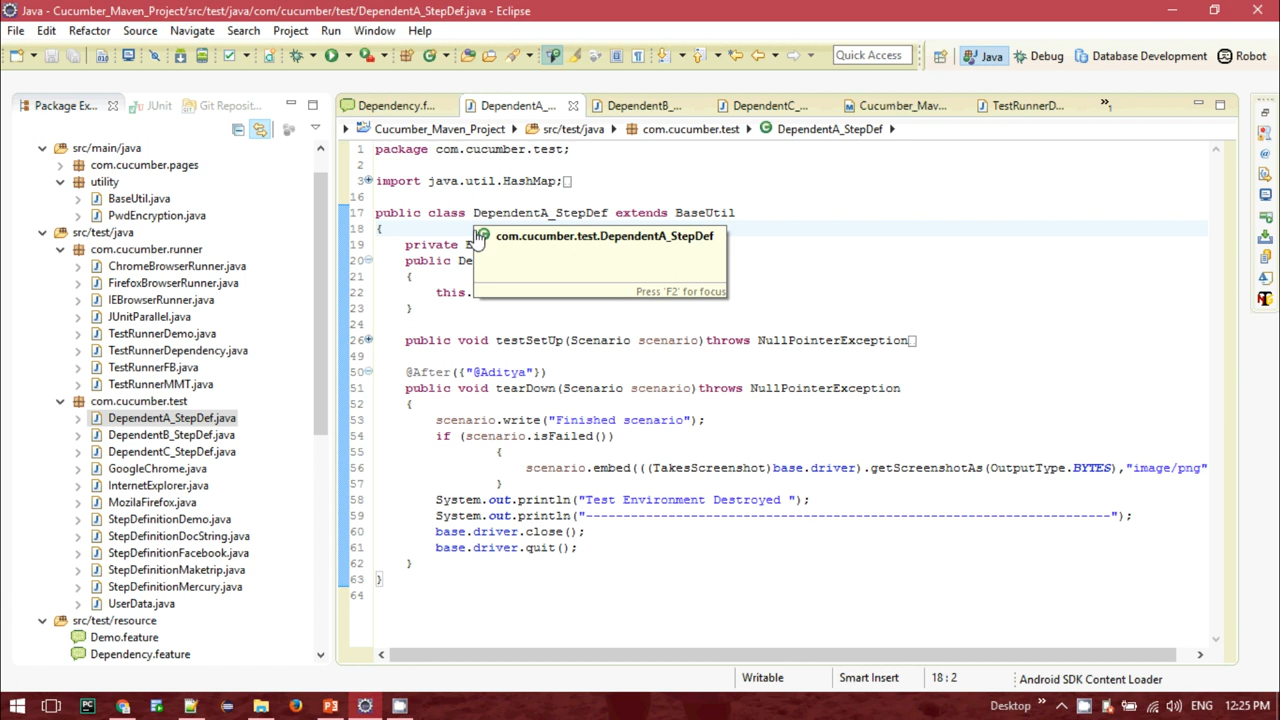 Java - Cucumber_Maven_Project/src/test/java/com/cucumber/test/DependentA_StepDef.java - Eclipse
File Edit Refactor Source Navigate Search Project Run Window Help
Quick Access Java Debug Database Development Robot
Package Ex... JUnit Git Reposit...
Dependency.f... DependentA_... DependentB_... DependentC_... Cucumber_Mav... TestRunnerD... »1
Cucumber_Maven_Project src/test/java com.cucumber.test DependentA_StepDef
src/main/java
com.cucumber.pages
utility
BaseUtil.java
PwdEncryption.java
src/test/java
com.cucumber.runner
ChromeBrowserRunner.java
FirefoxBrowserRunner.java
IEBrowserRunner.java
JUnitParallel.java
TestRunnerDemo.java
TestRunnerDependency.java
TestRunnerFB.java
TestRunnerMMT.java
com.cucumber.test
DependentA_StepDef.java
DependentB_StepDef.java
DependentC_StepDef.java
GoogleChrome.java
InternetExplorer.java
MozilaFirefox.java
StepDefinitionDemo.java
StepDefinitionDocString.java
StepDefinitionFacebook.java
StepDefinitionMaketrip.java
StepDefinitionMercury.java
UserData.java
src/test/resource
Demo.feature
Dependency.feature
1 package com.cucumber.test;
2
3 import java.util.HashMap;
16
17 public class DependentA_StepDef extends BaseUtil
18 {
com.cucumber.test.DependentA_StepDef
19 private
20 public De
21 {
22 this.
Press 'F2' for focus
23 }
24
26 public void testSetUp(Scenario scenario)throws NullPointerException
49
50 @After({"@Aditya"})
51 public void tearDown(Scenario scenario)throws NullPointerException
52 {
53 scenario.write("Finished scenario");
54 if (scenario.isFailed())
55 {
56 scenario.embed(((TakesScreenshot)base.driver).getScreenshotAs(OutputType.BYTES),"image/png"
57 }
58 System.out.println("Test Environment Destroyed ");
59 System.out.println("----------------------------------------------------------------------");
60 base.driver.close();
61 base.driver.quit();
62 }
63 }
64
Writable Smart Insert 18 : 2 Android SDK Content Loader
Desktop » ENG 12:25 PM